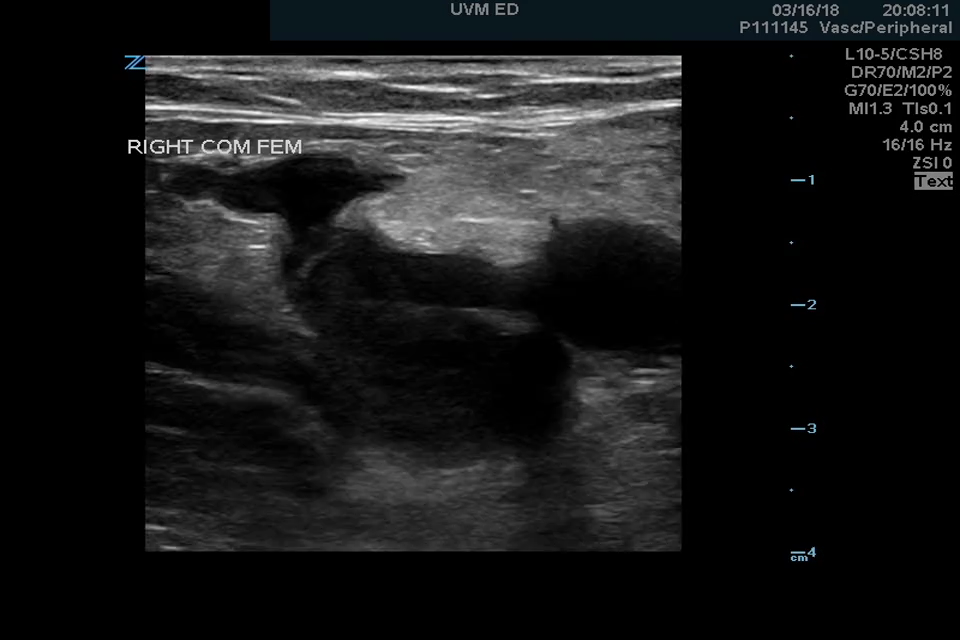 UVM ED
03/16/18 20:08:11
P111145 Vasc/Peripheral
L10-5/CSH8
DR70/M2/P2
G70/E2/100%
MI1.3 TIs0.1
4.0 cm
16/16 Hz
ZSI 0
Text
Z
RIGHT COM FEM
1
2
3
4
cm